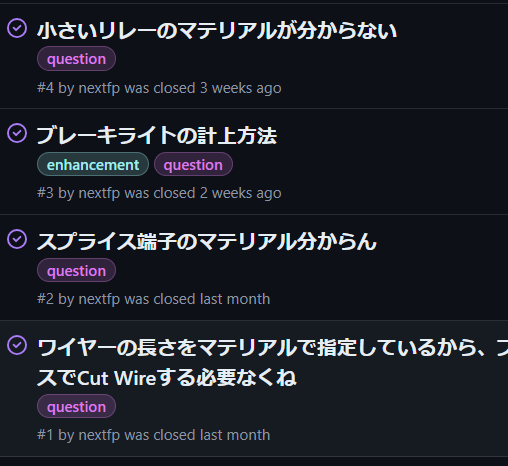 小さいリレーのマテリアルが分からない
question
#4 by nextfp was closed 3 weeks ago
ブレーキライトの計上方法
enhancement question
#3 by nextfp was closed 2 weeks ago
スプライス端子のマテリアル分からん
question
#2 by nextfp was closed last month
ワイヤーの長さをマテリアルで指定しているから、
スでCut Wireする必要なくね
question
#1 by nextfp was closed last month